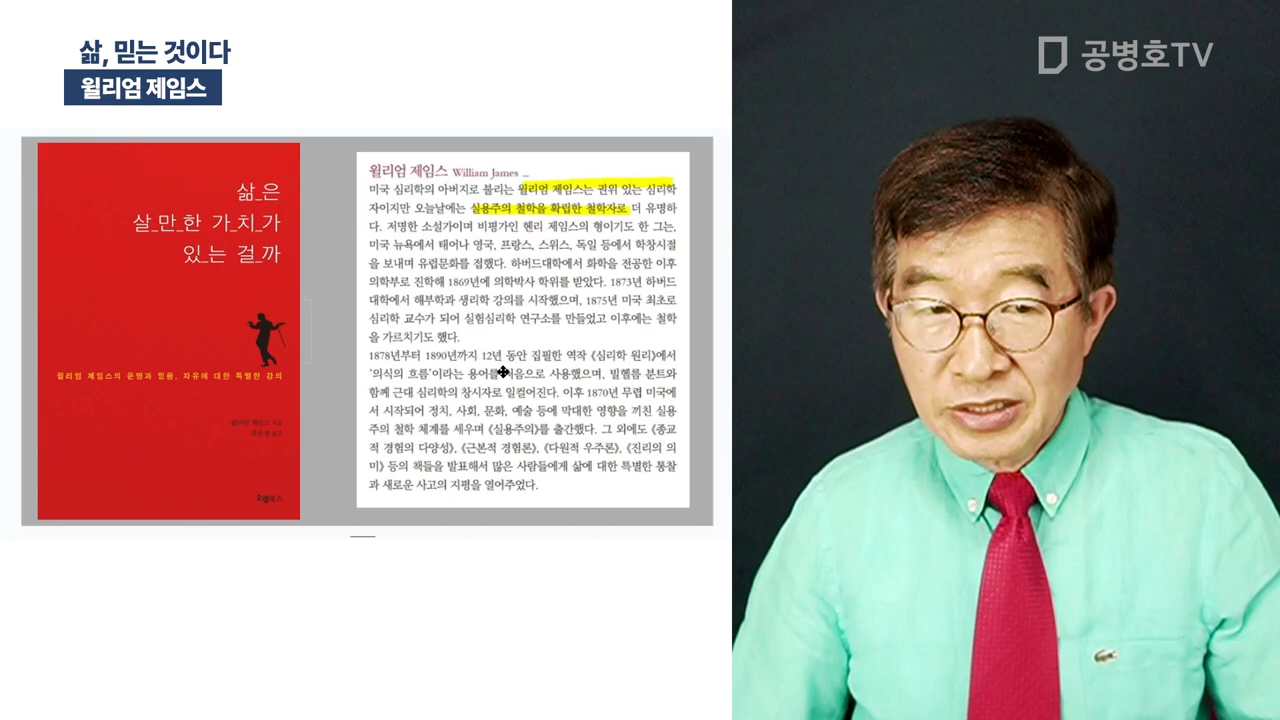 삶, 믿는 것이다
윌리엄 제임스
공병호TV
삶_은
살_만_한 가_치_가
있_는 걸_까
윌리엄 제임스의 운명과 믿음, 자유에 대한 특별한 강의
윌리엄 제임스 지음
박윤정 옮김
오엘북스
윌리엄 제임스 William James _
미국 심리학의 아버지로 불리는 윌리엄 제임스는 권위 있는 심리학
자이지만 오늘날에는 실용주의 철학을 확립한 철학자로 더 유명하
다. 저명한 소설가이며 비평가인 헨리 제임스의 형이기도 한 그는,
미국 뉴욕에서 태어나 영국, 프랑스, 스위스, 독일 등에서 학창시절
을 보내며 유럽문화를 접했다. 하버드대학에서 화학을 전공한 이후
의학부로 진학해 1869년에 의학박사 학위를 받았다. 1873년 하버드
대학에서 해부학과 생리학 강의를 시작했으며, 1875년 미국 최초로
심리학 교수가 되어 실험심리학 연구소를 만들었고 이후에는 철학
을 가르치기도 했다.
1878년부터 1890년까지 12년 동안 집필한 역작 《심리학 원리》에서
'의식의 흐름'이라는 용어를 처음으로 사용했으며, 빌헬름 분트와
함께 근대 심리학의 창시자로 일컬어진다. 이후 1870년 무렵 미국에
서 시작되어 정치, 사회, 문화, 예술 등에 막대한 영향을 끼친 실용
주의 철학 체계를 세우며 《실용주의》를 출간했다. 그 외에도 《종교
적 경험의 다양성》, 《근본적 경험론》, 《다원적 우주론》, 《진리의 의
미》 등의 책들을 발표해서 많은 사람들에게 삶에 대한 특별한 통찰
과 새로운 사고의 지평을 열어주었다.